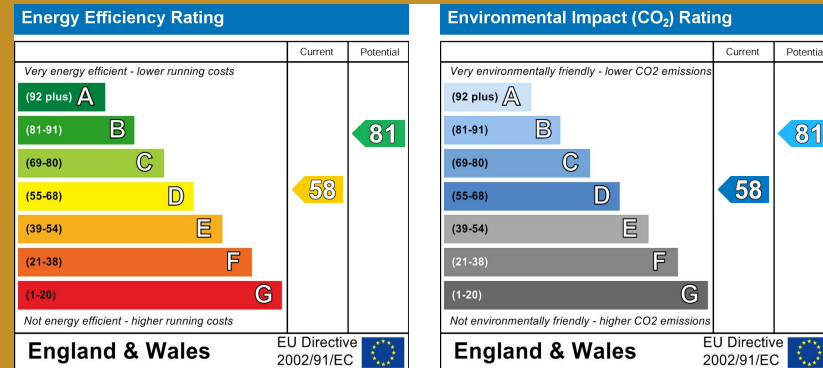 Energy Efficiency Rating
Current Potential
Very energy efficient - lower running costs
(92 plus) A
(81-91) B
81
(69-80) C
(55-68) D
58
(39-54) E
(21-38) F
(1-20) G
Not energy efficient - higher running costs
England & Wales
EU Directive
2002/91/EC
Environmental Impact (CO₂) Rating
Current Potential
Very environmentally friendly - lower CO2 emissions
(92 plus) A
(81-91) B
81
(69-80) C
(55-68) D
58
(39-54) E
(21-38) F
(1-20) G
Not environmentally friendly - higher CO2 emissions
England & Wales
EU Directive
2002/91/EC